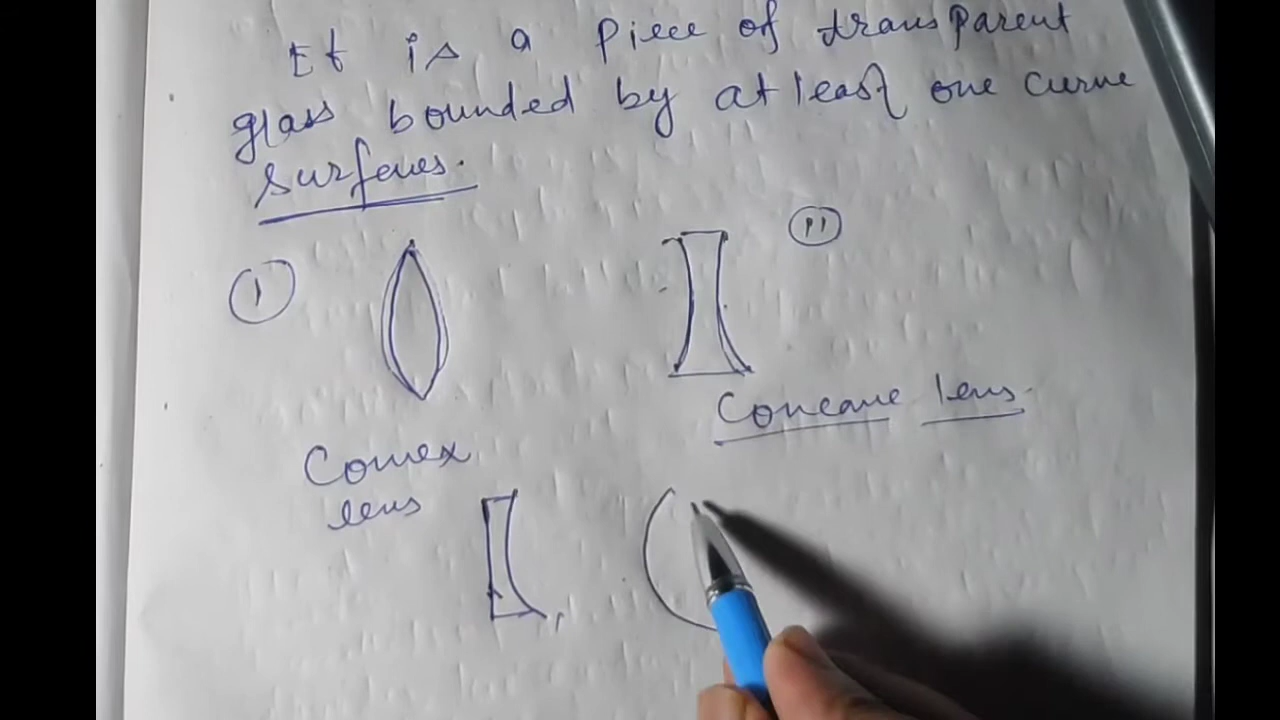 It is a piece of transparent
glass bounded by at least one curve
surfaces.
(i)
(ii)
Concave lens.
Convex
lens